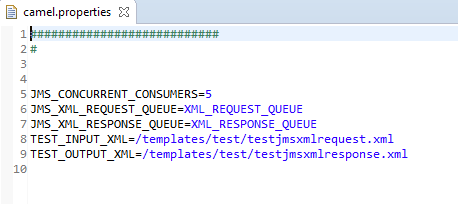 camel.properties
1 ###########################
2 #
3
4
5 JMS_CONCURRENT_CONSUMERS=5
6 JMS_XML_REQUEST_QUEUE=XML_REQUEST_QUEUE
7 JMS_XML_RESPONSE_QUEUE=XML_RESPONSE_QUEUE
8 TEST_INPUT_XML=/templates/test/testjmsxmlrequest.xml
9 TEST_OUTPUT_XML=/templates/test/testjmsxmlresponse.xml
10